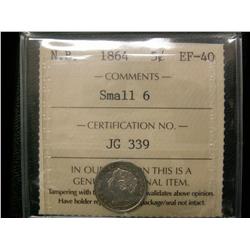 N.B. 1864 5¢ EF-40
— COMMENTS —
Small 6
— CERTIFICATION NO. —
JG 339
IN OUR IN THIS IS A
GENU NAL ITEM.
Tampering with validates above opinion.
Have holder package/seal not intact.